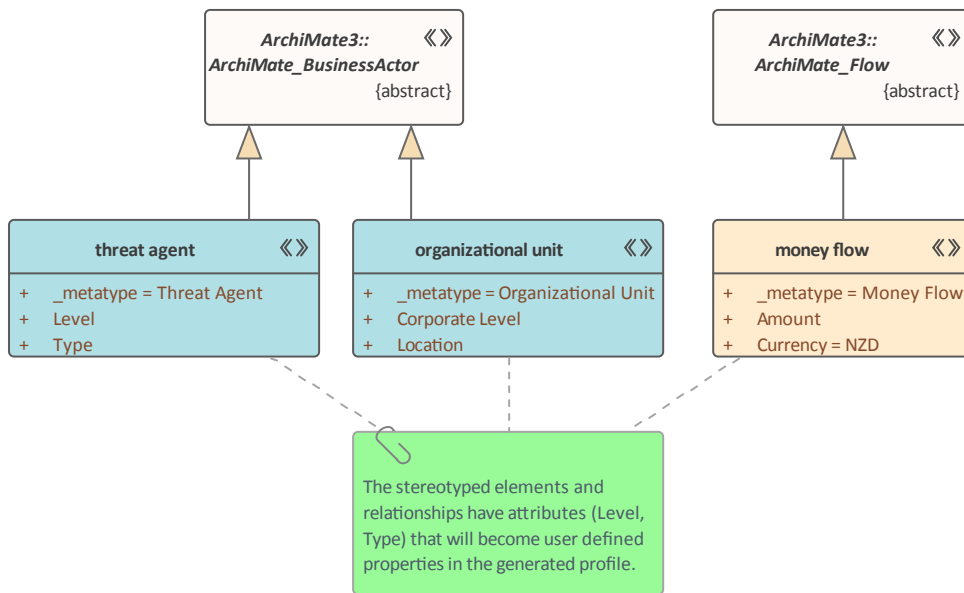 ArchiMate3:: «»
ArchiMate_BusinessActor
{abstract}
ArchiMate3:: «»
ArchiMate_Flow
{abstract}
threat agent «»
+ _metatype = Threat Agent
+ Level
+ Type
organizational unit «»
+ _metatype = Organizational Unit
+ Corporate Level
+ Location
money flow «»
+ _metatype = Money Flow
+ Amount
+ Currency = NZD
The stereotyped elements and
relationships have attributes (Level,
Type) that will become user defined
properties in the generated profile.